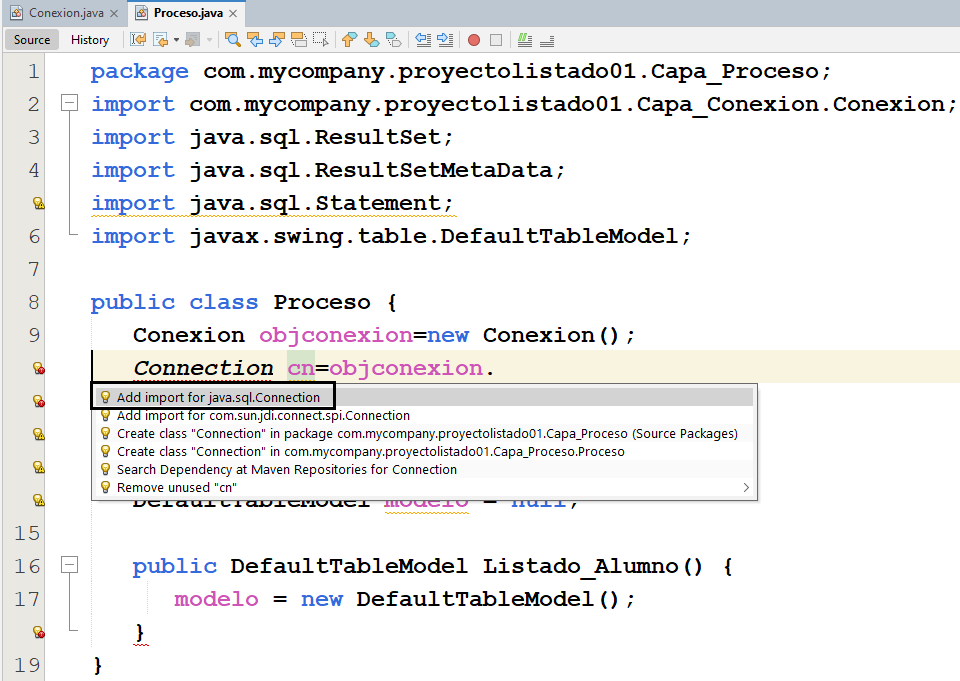 Conexion.java × Proceso.java ×
Source History
1 package com.mycompany.proyectolistado01.Capa_Proceso;
2 import com.mycompany.proyectolistado01.Capa_Conexion.Conexion;
3 import java.sql.ResultSet;
4 import java.sql.ResultSetMetaData;
import java.sql.Statement;
6 import javax.swing.table.DefaultTableModel;
7
8 public class Proceso {
9 Conexion objconexion=new Conexion();
Connection cn=objconexion.
Add import for java.sql.Connection
Add import for com.sun.jdi.connect.spi.Connection
Create class "Connection" in package com.mycompany.proyectolistado01.Capa_Proceso (Source Packages)
Create class "Connection" in com.mycompany.proyectolistado01.Capa_Proceso.Proceso
Search Dependency at Maven Repositories for Connection
Remove unused "cn"
DefaultTableModel modelo = null;
15
16 public DefaultTableModel Listado_Alumno() {
17 modelo = new DefaultTableModel();
}
19 }